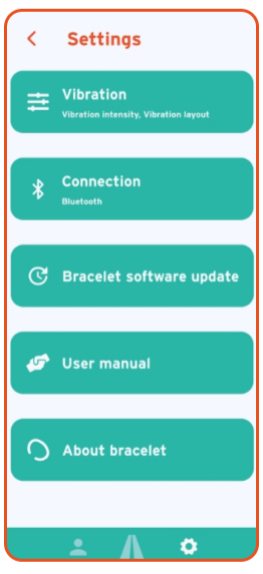 Settings
Vibration
Vibration intensity, Vibration layout
Connection
Bluetooth
Bracelet software update
User manual
About bracelet